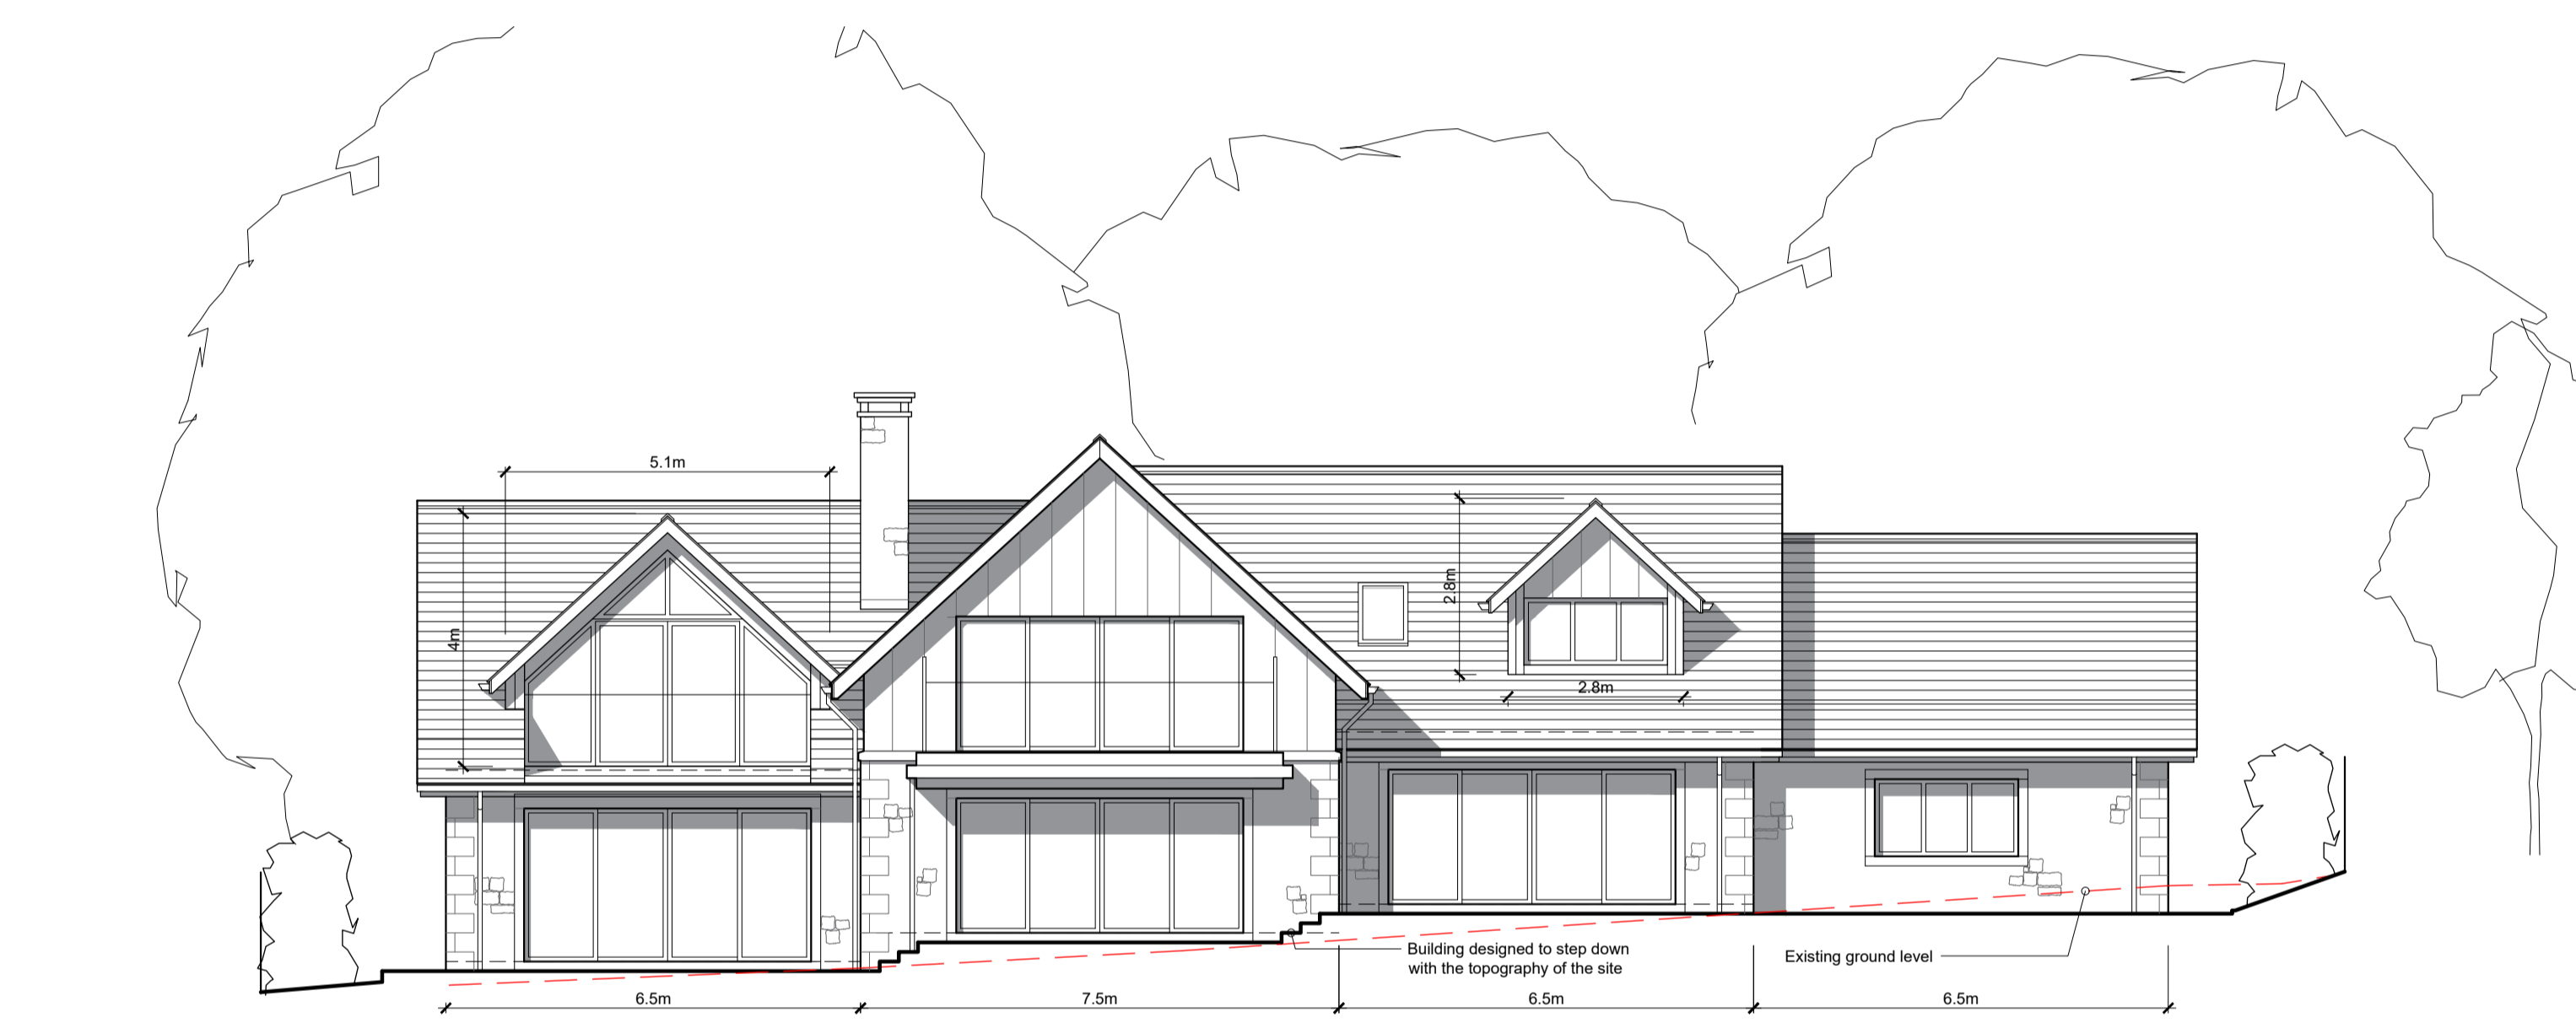 5.1m
4m
2.8m
2.8m
Building designed to step down
with the topography of the site
Existing ground level
6.5m
7.5m
6.5m
6.5m